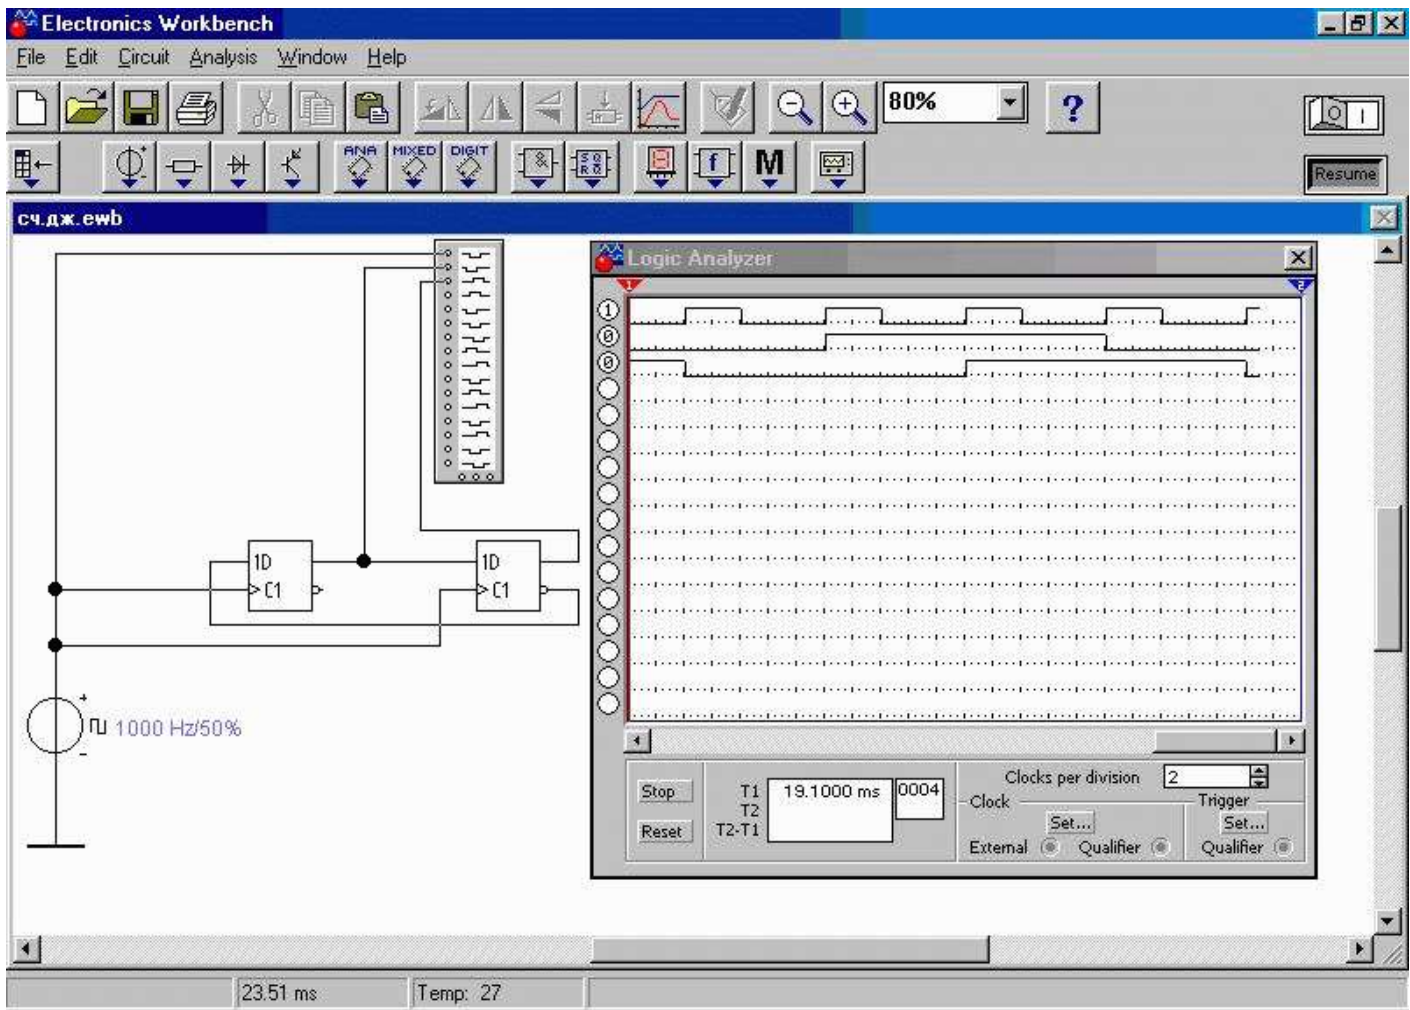 Electronics Workbench
File Edit Circuit Analysis Window Help
80% ?
ANA MIXED DIGIT & S Q R Q f M
Resume
сч.дж.ewb
Logic Analyzer
1 2
1
0
0
1D 1D
C1 C1
+
1000 Hz/50%
-
Clocks per division 2
Stop T1 19.1000 ms 0004
T2
Clock Trigger
Set... Set...
Reset T2-T1
External Qualifier Qualifier
23.51 ms Temp: 27